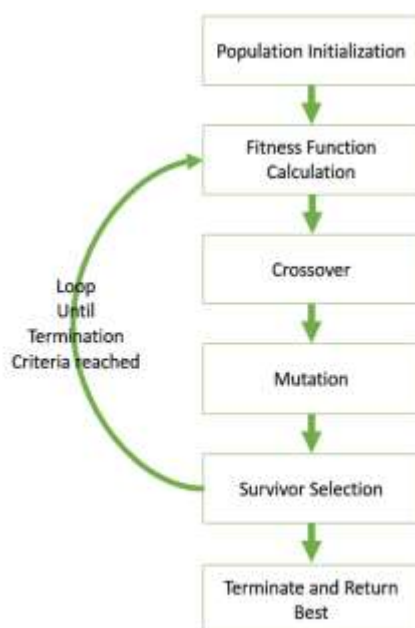 Population Initialization
Fitness Function
Calculation
Crossover
Loop
Until
Termination
Criteria reached
Mutation
Survivor Selection
Terminate and Return
Best